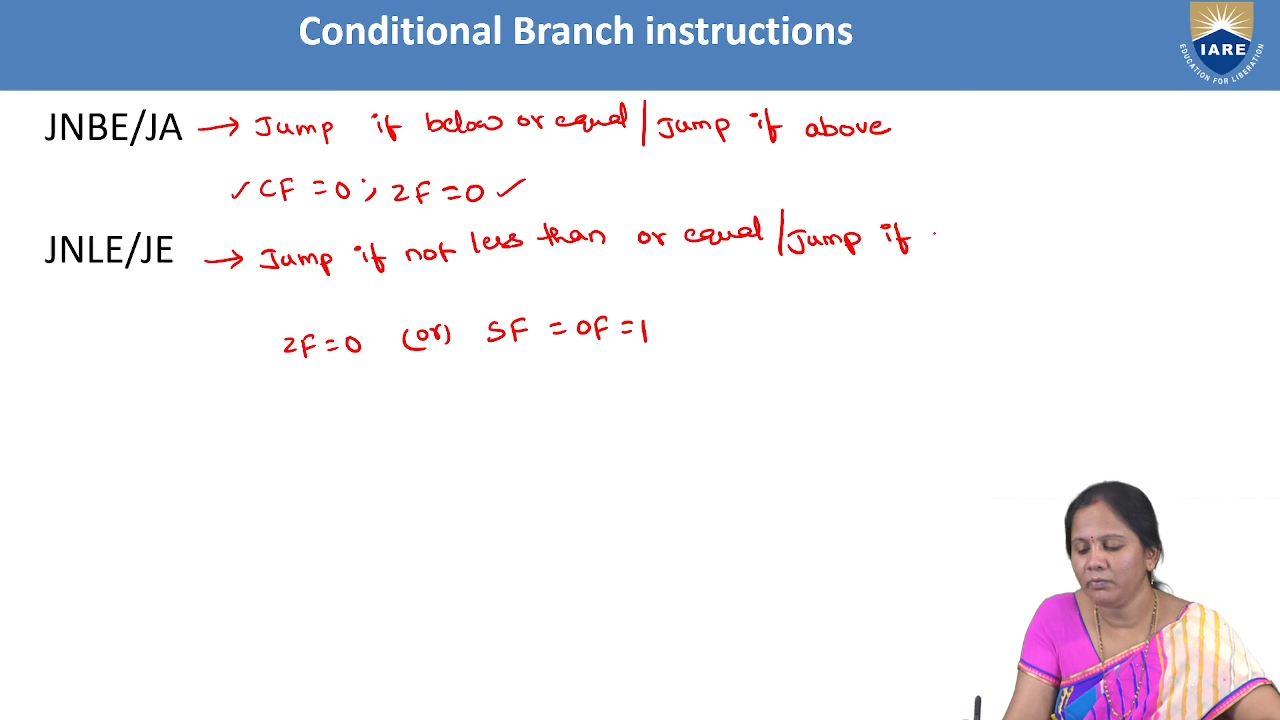 Conditional Branch instructions
IARE
EDUCATION FOR LIBERATION
JNBE/JA → Jump if below or equal / Jump if above
✓ CF = 0 ; ZF = 0 ✓
JNLE/JE → Jump if not less than or equal / Jump if
ZF = 0 (or) SF = OF = 1